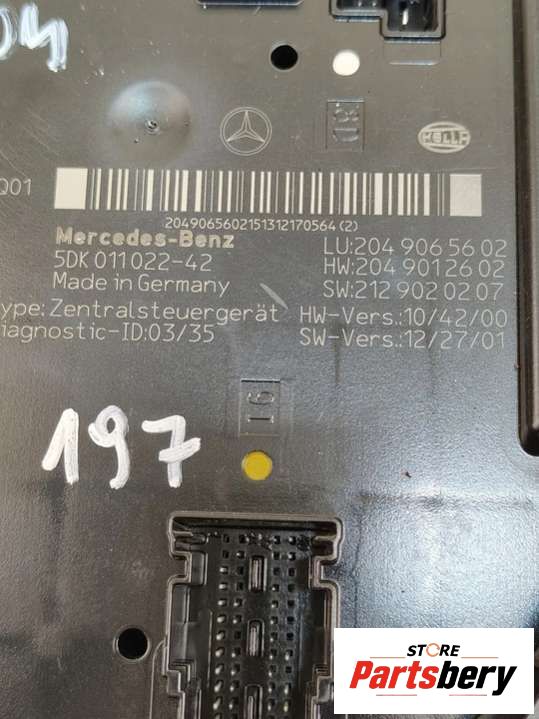 04
081
HELLA
Q01
2049065602151312170564 (2)
Mercedes-Benz
5DK 011 022-42
Made in Germany
ype: Zentralsteuergerät
iagnostic-ID:03/35
LU:204 906 56 02
HW:204 901 26 02
SW:212 902 02 07
HW-Vers.:10/42/00
SW-Vers.:12/27/01
16
197
STORE
Partsbery